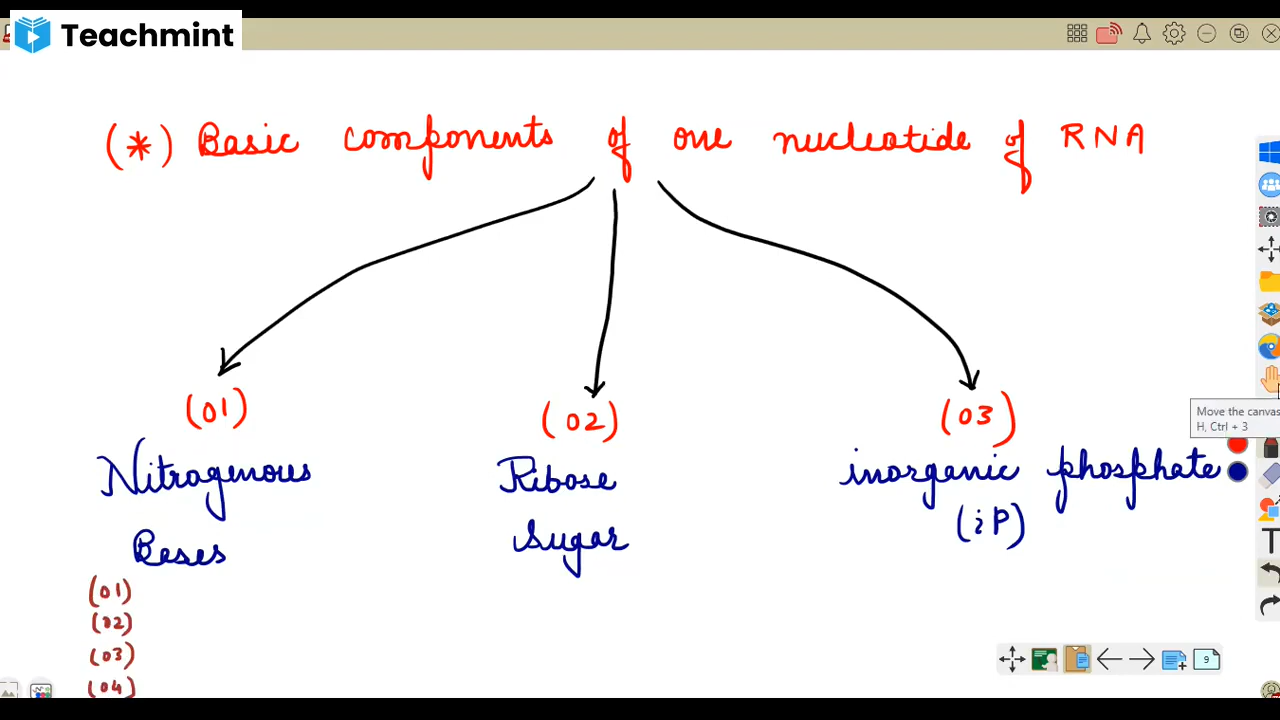 Teachmint
(*) Basic components of one nucleotide of RNA
(01) (02) (03)
Nitrogenous Ribose inorganic phosphate
Bases Sugar (iP)
(01)
(02)
(03)
(04)
Move the canvas
H, Ctrl + 3
T
9